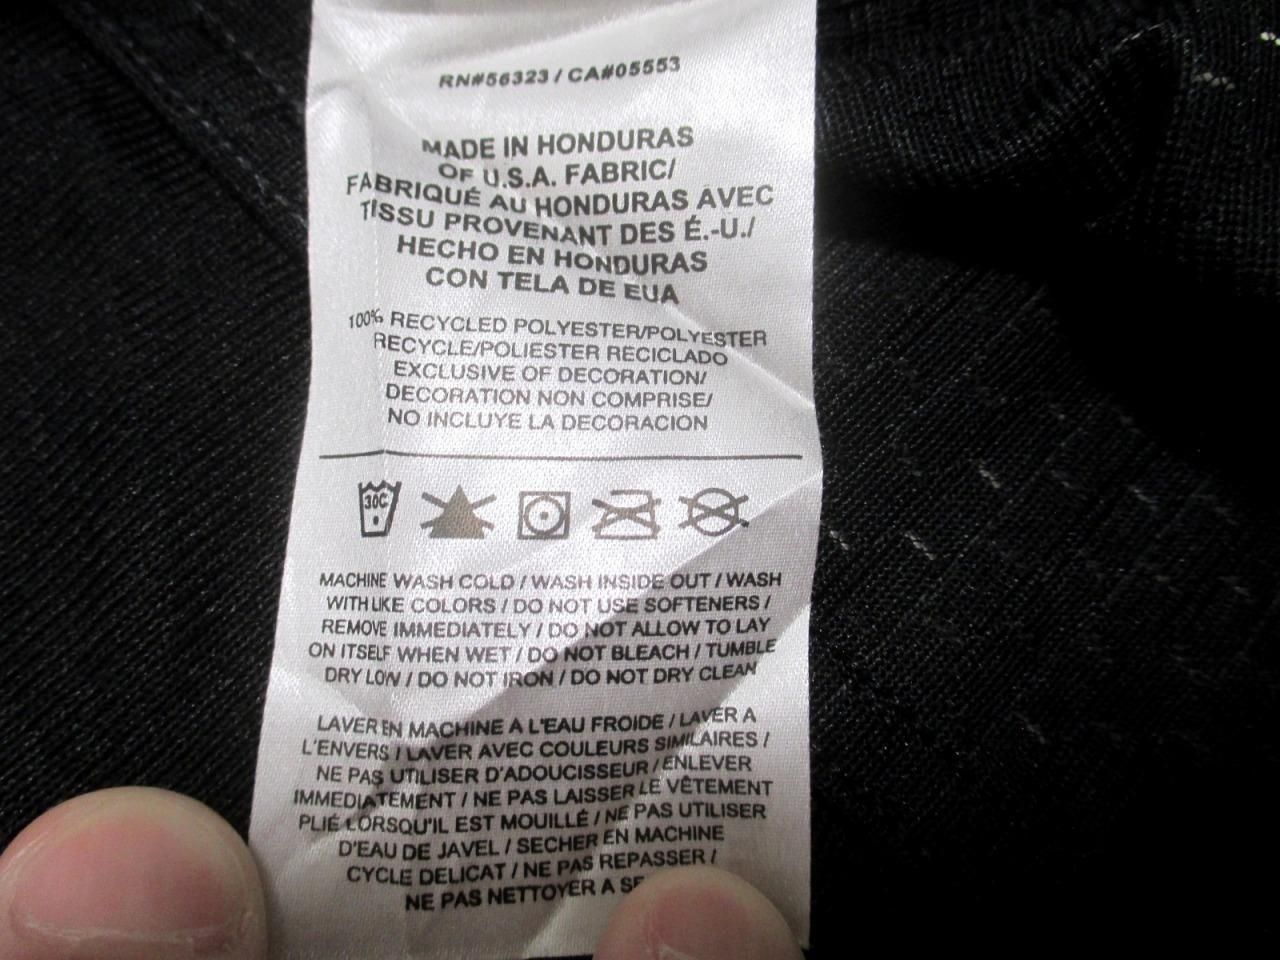 RN#56323 / CA#05553
MADE IN HONDURAS
OF U.S.A. FABRIC/
FABRIQUÉ AU HONDURAS AVEC
TISSU PROVENANT DES É.-U./
HECHO EN HONDURAS
CON TELA DE EUA
100% RECYCLED POLYESTER/POLYESTER
RECYCLE/POLIESTER RECICLADO
EXCLUSIVE OF DECORATION/
DECORATION NON COMPRISE/
NO INCLUYE LA DECORACION
30C
MACHINE WASH COLD / WASH INSIDE OUT / WASH
WITH LIKE COLORS / DO NOT USE SOFTENERS /
REMOVE IMMEDIATELY / DO NOT ALLOW TO LAY
ON ITSELF WHEN WET / DO NOT BLEACH / TUMBLE
DRY LOW / DO NOT IRON / DO NOT DRY CLEAN
LAVER EN MACHINE A L'EAU FROIDE / LAVER A
L'ENVERS / LAVER AVEC COULEURS SIMILAIRES /
NE PAS UTILISER D'ADOUCISSEUR / ENLEVER
IMMEDIATEMENT / NE PAS LAISSER LE VÊTEMENT
PLIÉ LORSQU'IL EST MOUILLÉ / NE PAS UTILISER
D'EAU DE JAVEL / SECHER EN MACHINE
CYCLE DELICAT / NE PAS REPASSER /
NE PAS NETTOYER A